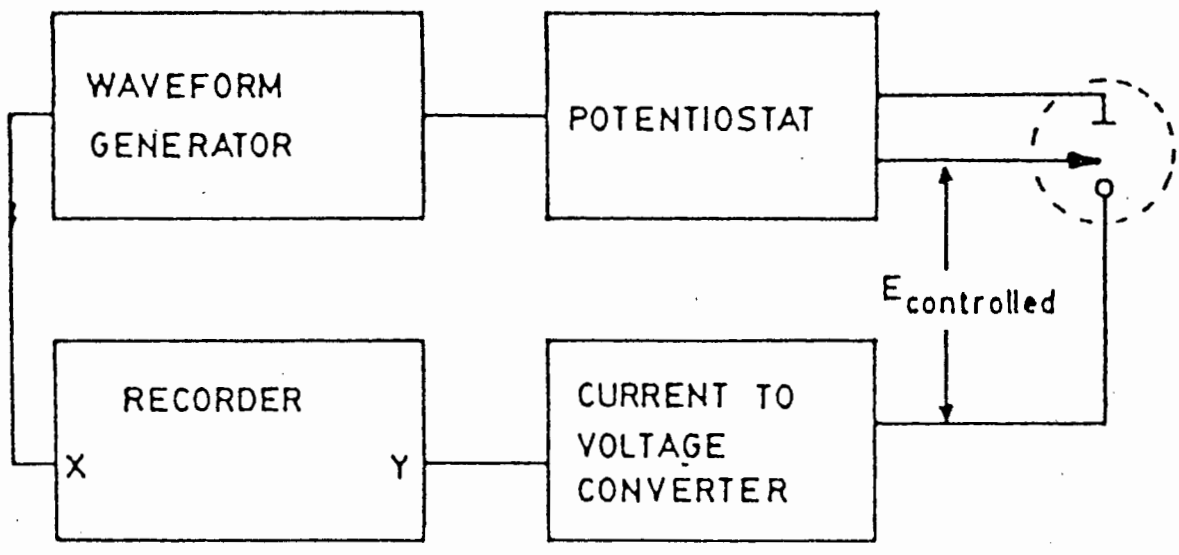 WAVEFORM
GENERATOR
POTENTIOSTAT
E controlled
RECORDER
X
Y
CURRENT TO
VOLTAGE
CONVERTER